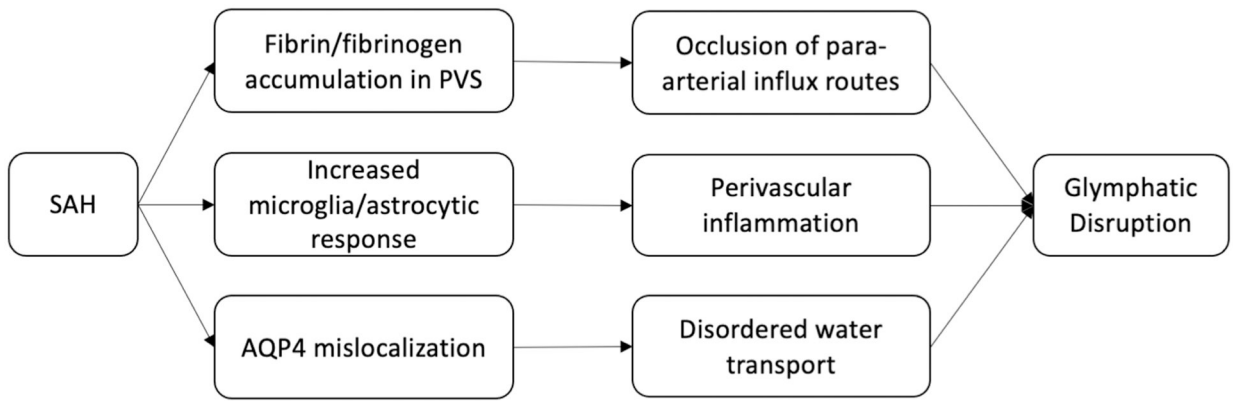 SAH
Fibrin/fibrinogen
accumulation in PVS
Occlusion of para-
arterial influx routes
Increased
microglia/astrocytic
response
Perivascular
inflammation
AQP4 mislocalization
Disordered water
transport
Glymphatic
Disruption